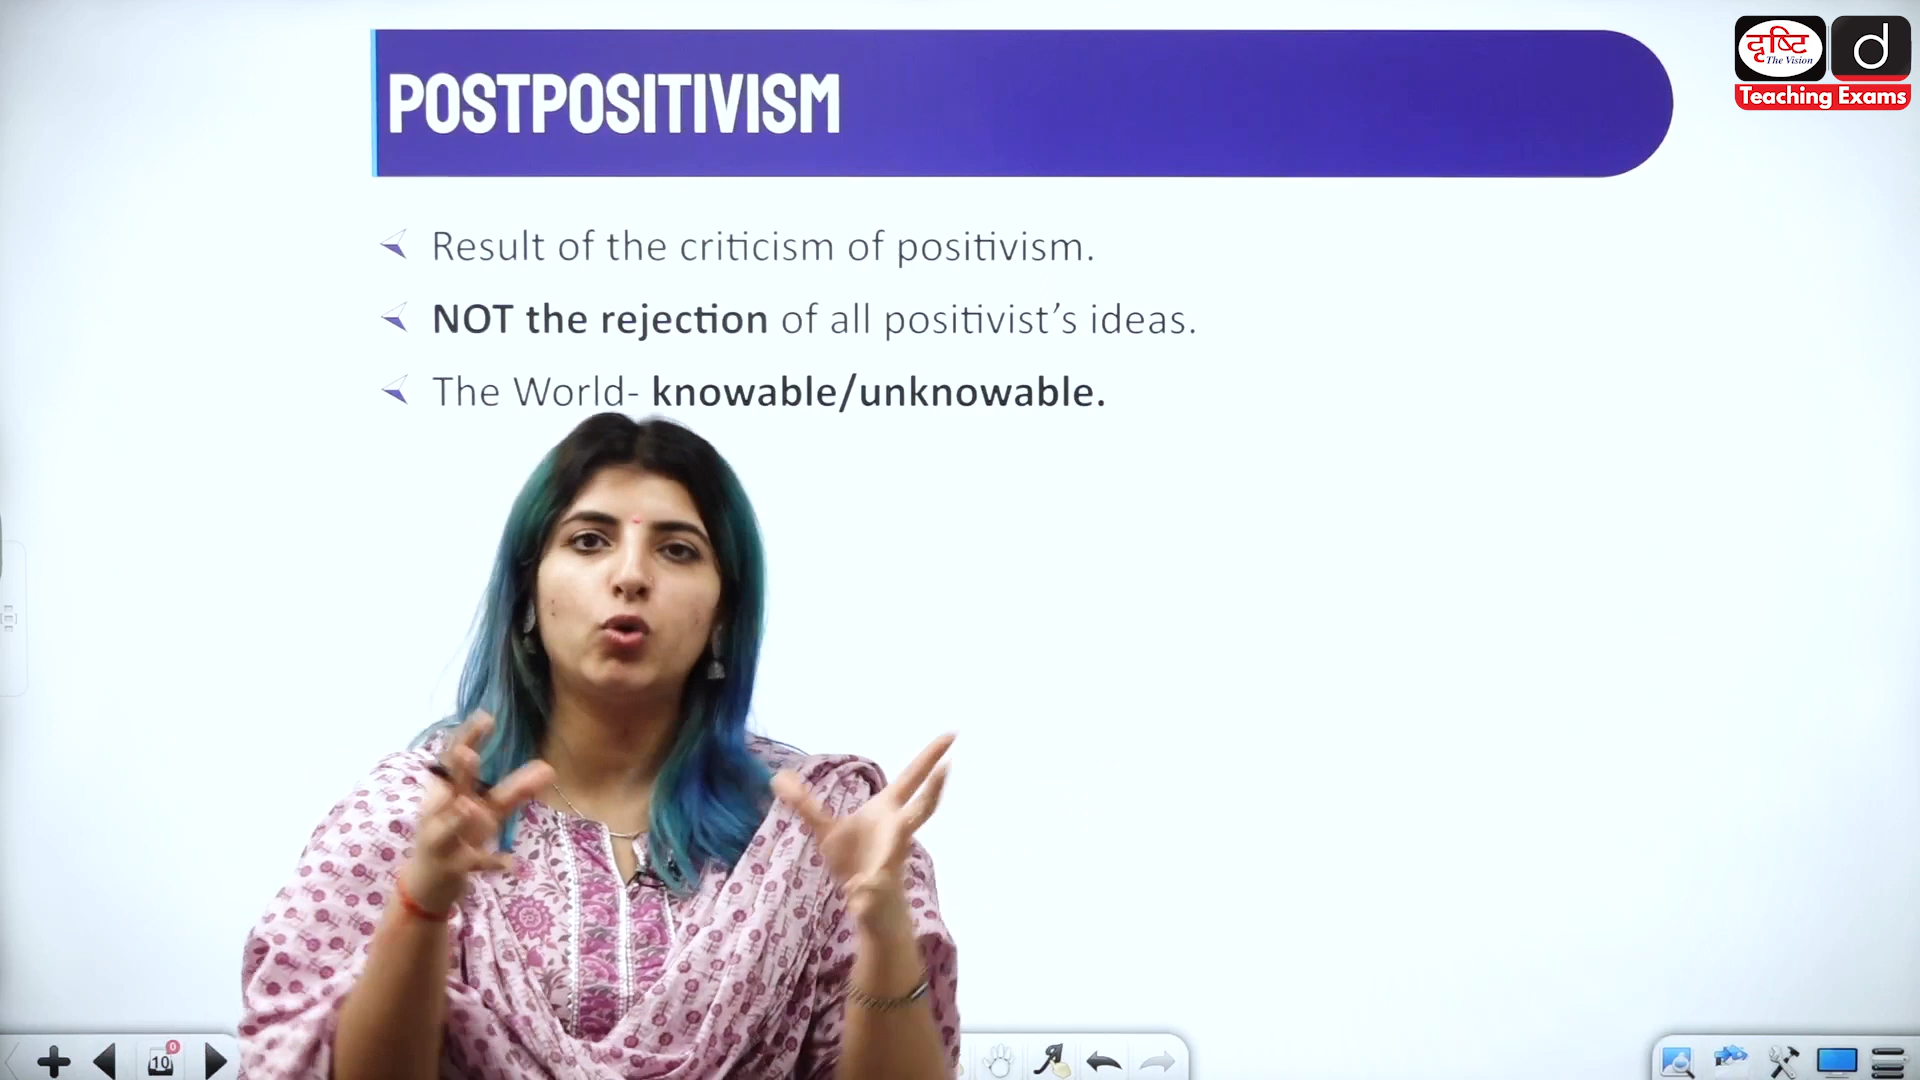 POSTPOSITIVISM
दृष्टि
The Vision
d
Teaching Exams
Result of the criticism of positivism.
NOT the rejection of all positivist’s ideas.
The World- knowable/unknowable.
10
0